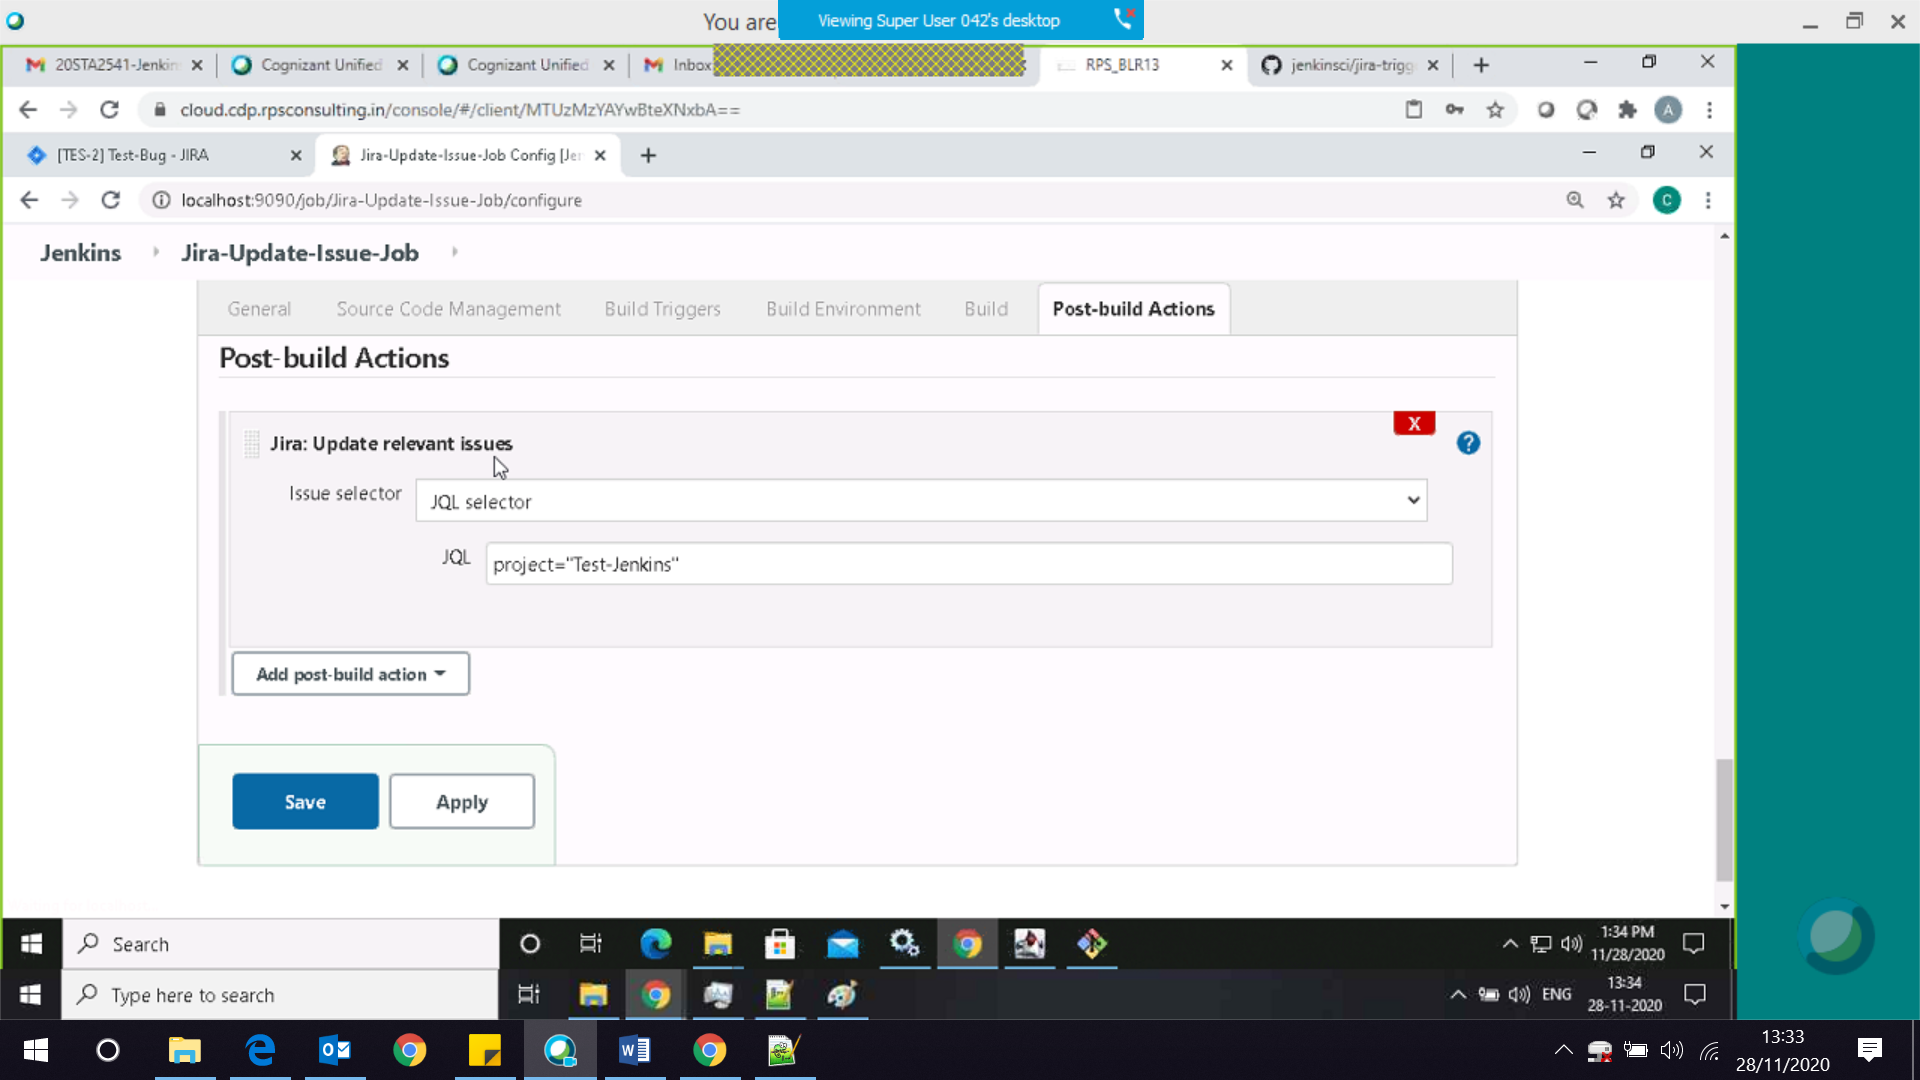 You are
Viewing Super User 042's desktop
20STA2541-Jenkin
Cognizant Unified
Cognizant Unified
Inbox
RPS_BLR13
jenkinsci/jira-trigg
cloud.cdp.rpsconsulting.in/console/#/client/MTUzMzYAYwBteXNxbA==
A
[TES-2] Test-Bug - JIRA
Jira-Update-Issue-Job Config [Jen
localhost:9090/job/Jira-Update-Issue-Job/configure
C
Jenkins
Jira-Update-Issue-Job
General
Source Code Management
Build Triggers
Build Environment
Build
Post-build Actions
Post-build Actions
X
Jira: Update relevant issues
?
Issue selector
JQL selector
JQL
project="Test-Jenkins"
Add post-build action
Save
Apply
Search
1:34 PM
11/28/2020
Type here to search
ENG
13:34
28-11-2020
13:33
28/11/2020